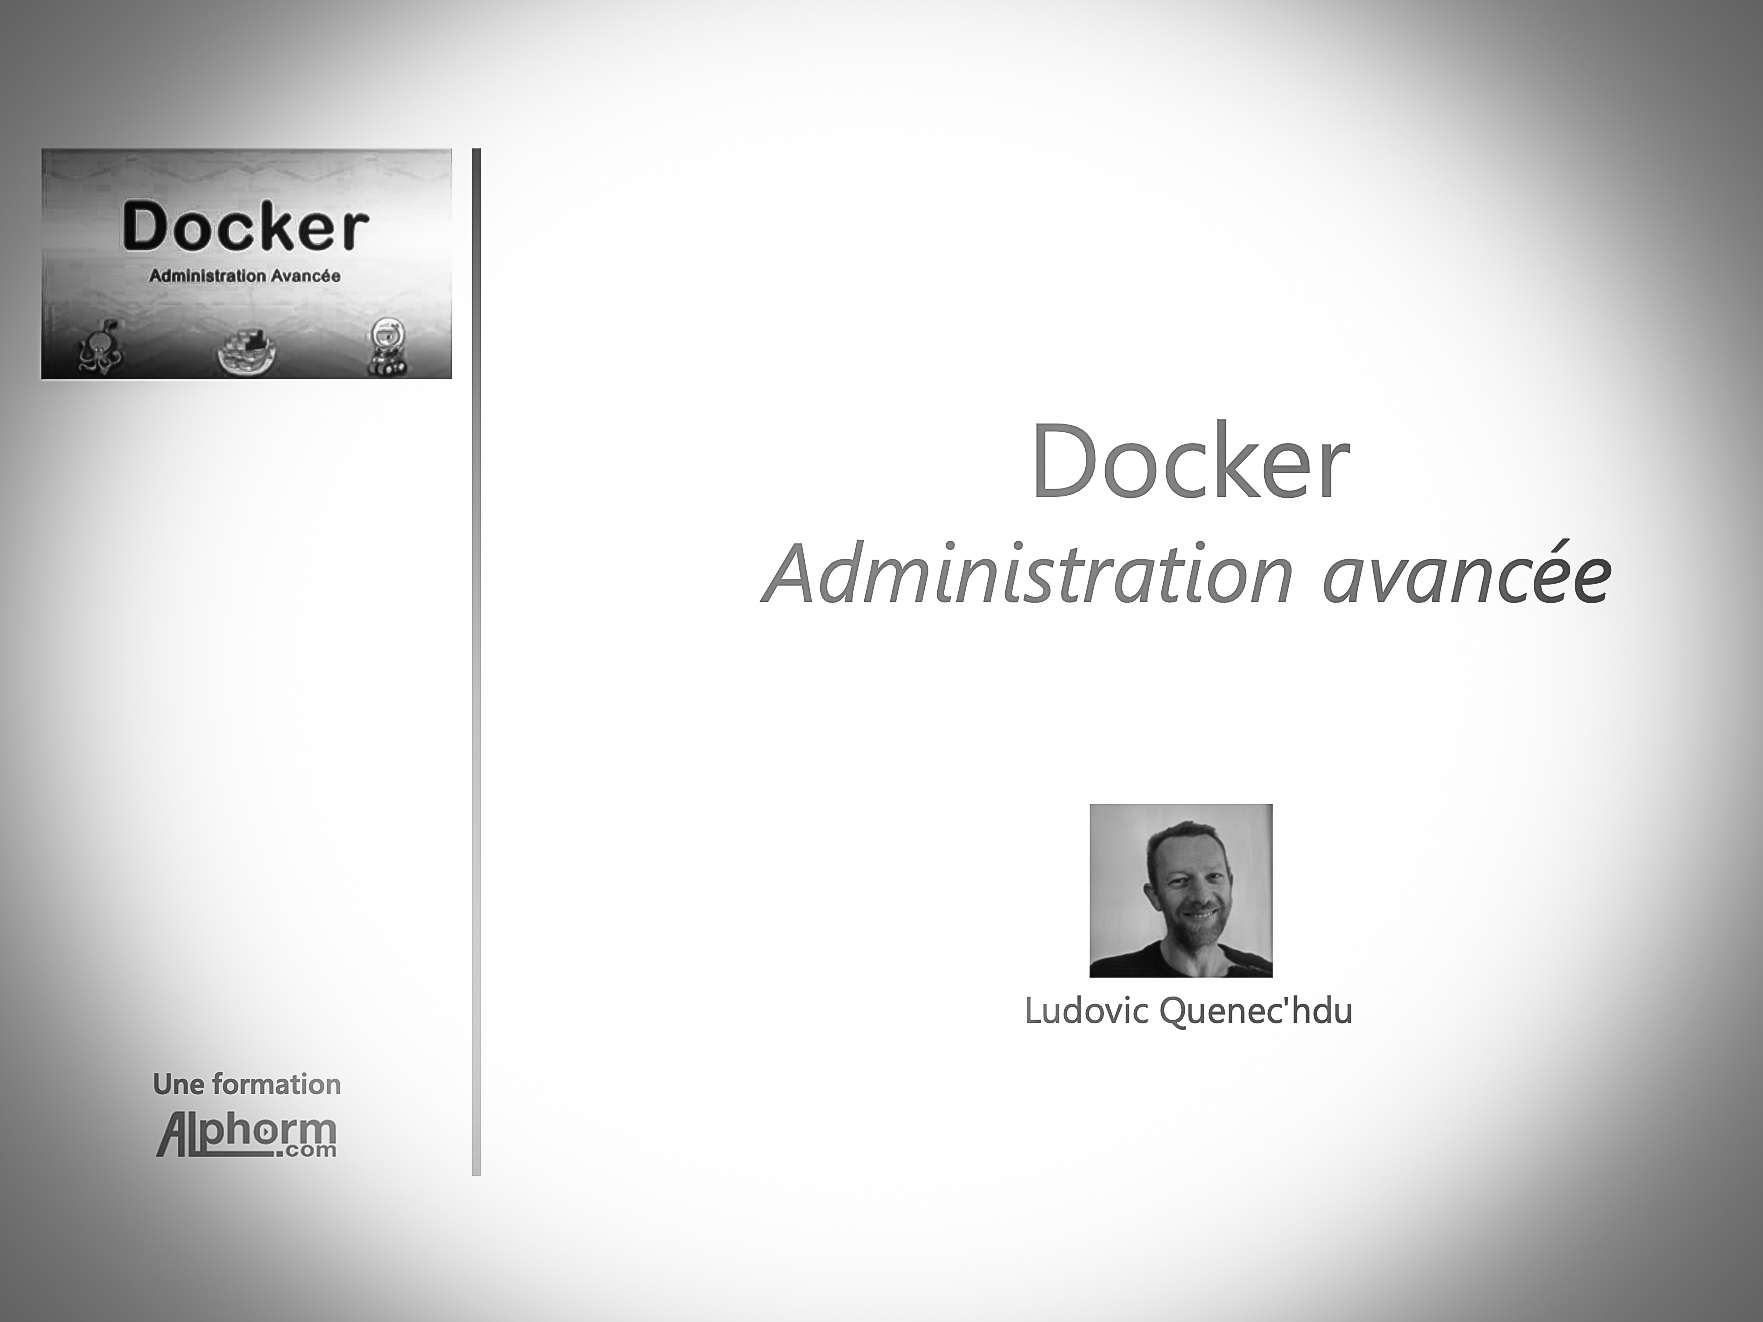 Docker
Administration Avancée
Docker
Administration avancée
Ludovic Quenec'hdu
Une formation
Alphorm
.com